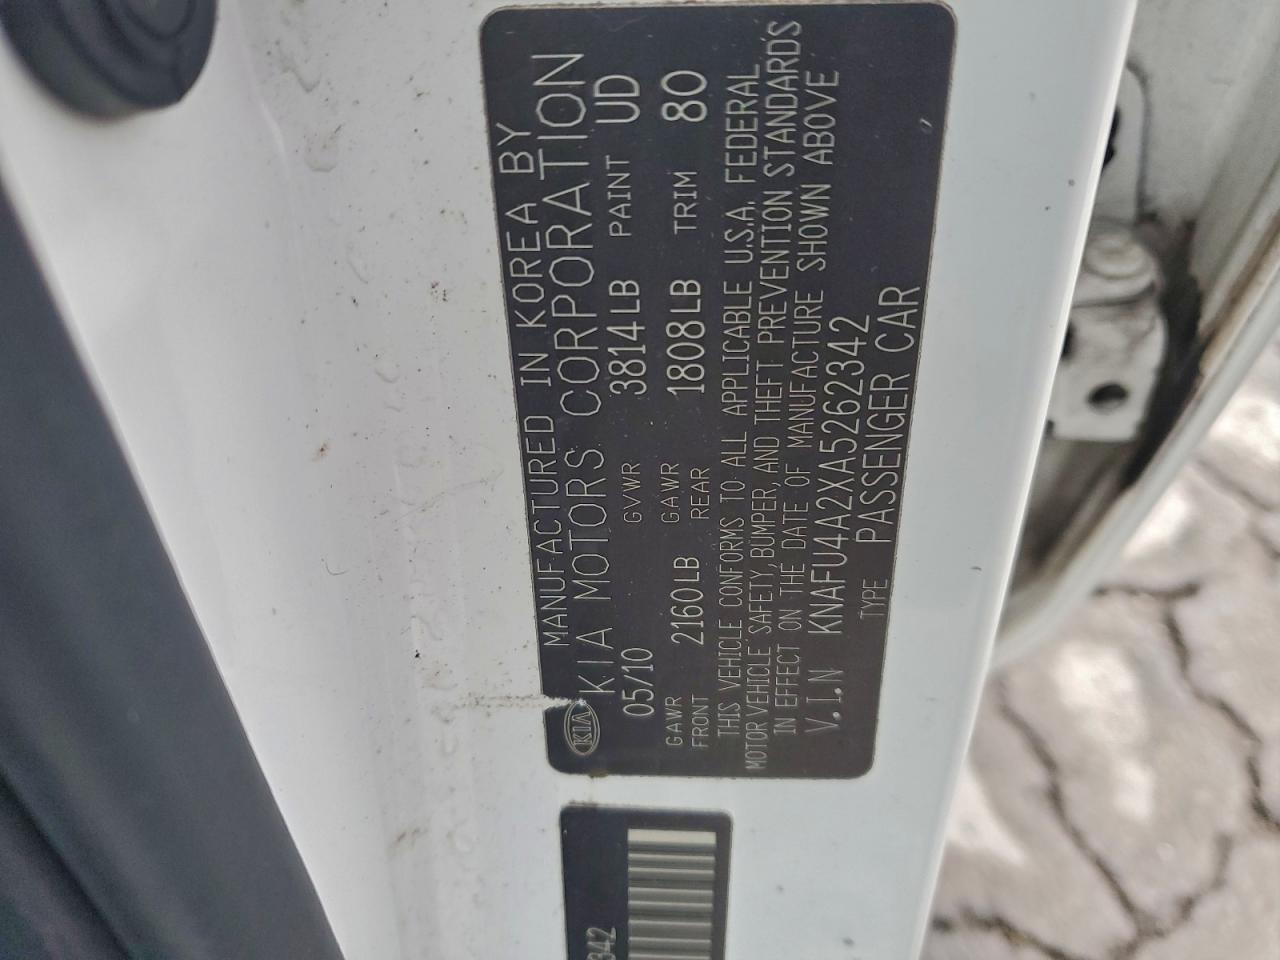 MANUFACTURED IN KOREA BY
KIA KIA MOTORS CORPORATION
05/10 GVWR 3814LB PAINT UD
GAWR FRONT 2160LB GAWR REAR 1808LB TRIM 80
THIS VEHICLE CONFORMS TO ALL APPLICABLE U.S.A. FEDERAL
MOTOR VEHICLE SAFETY, BUMPER, AND THEFT PREVENTION STANDARDS
IN EFFECT ON THE DATE OF MANUFACTURE SHOWN ABOVE
V.I.N KNAFU4A2XA5262342
TYPE PASSENGER CAR
342